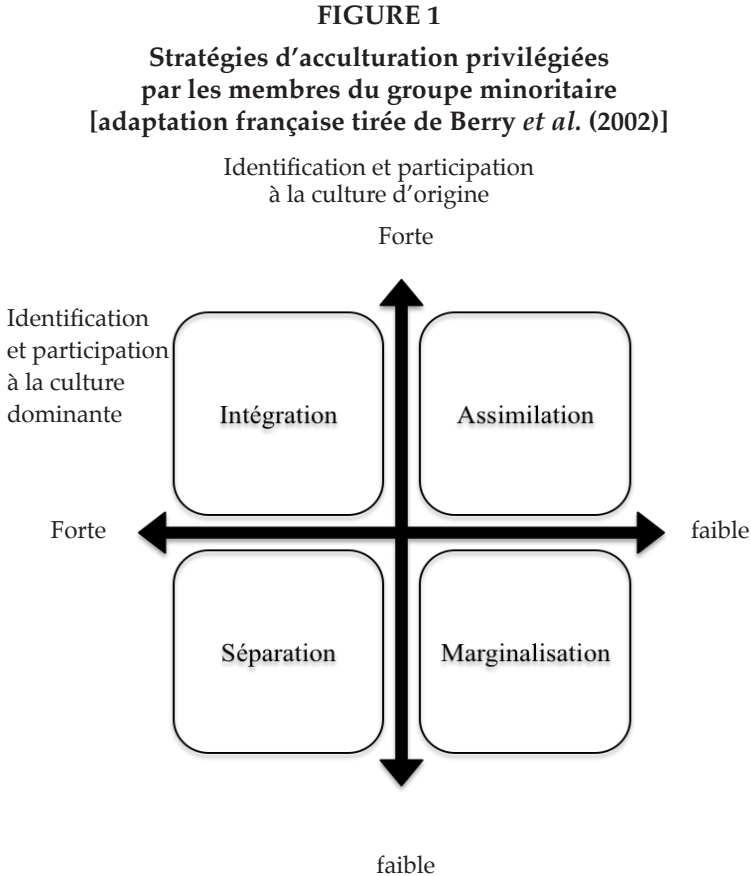 FIGURE 1
Stratégies d’acculturation privilégiées
par les membres du groupe minoritaire
[adaptation française tirée de Berry et al. (2002)]
Identification et participation
à la culture d’origine
Forte
Identification
et participation
à la culture
dominante
Intégration
Assimilation
Forte
faible
Séparation
Marginalisation
faible